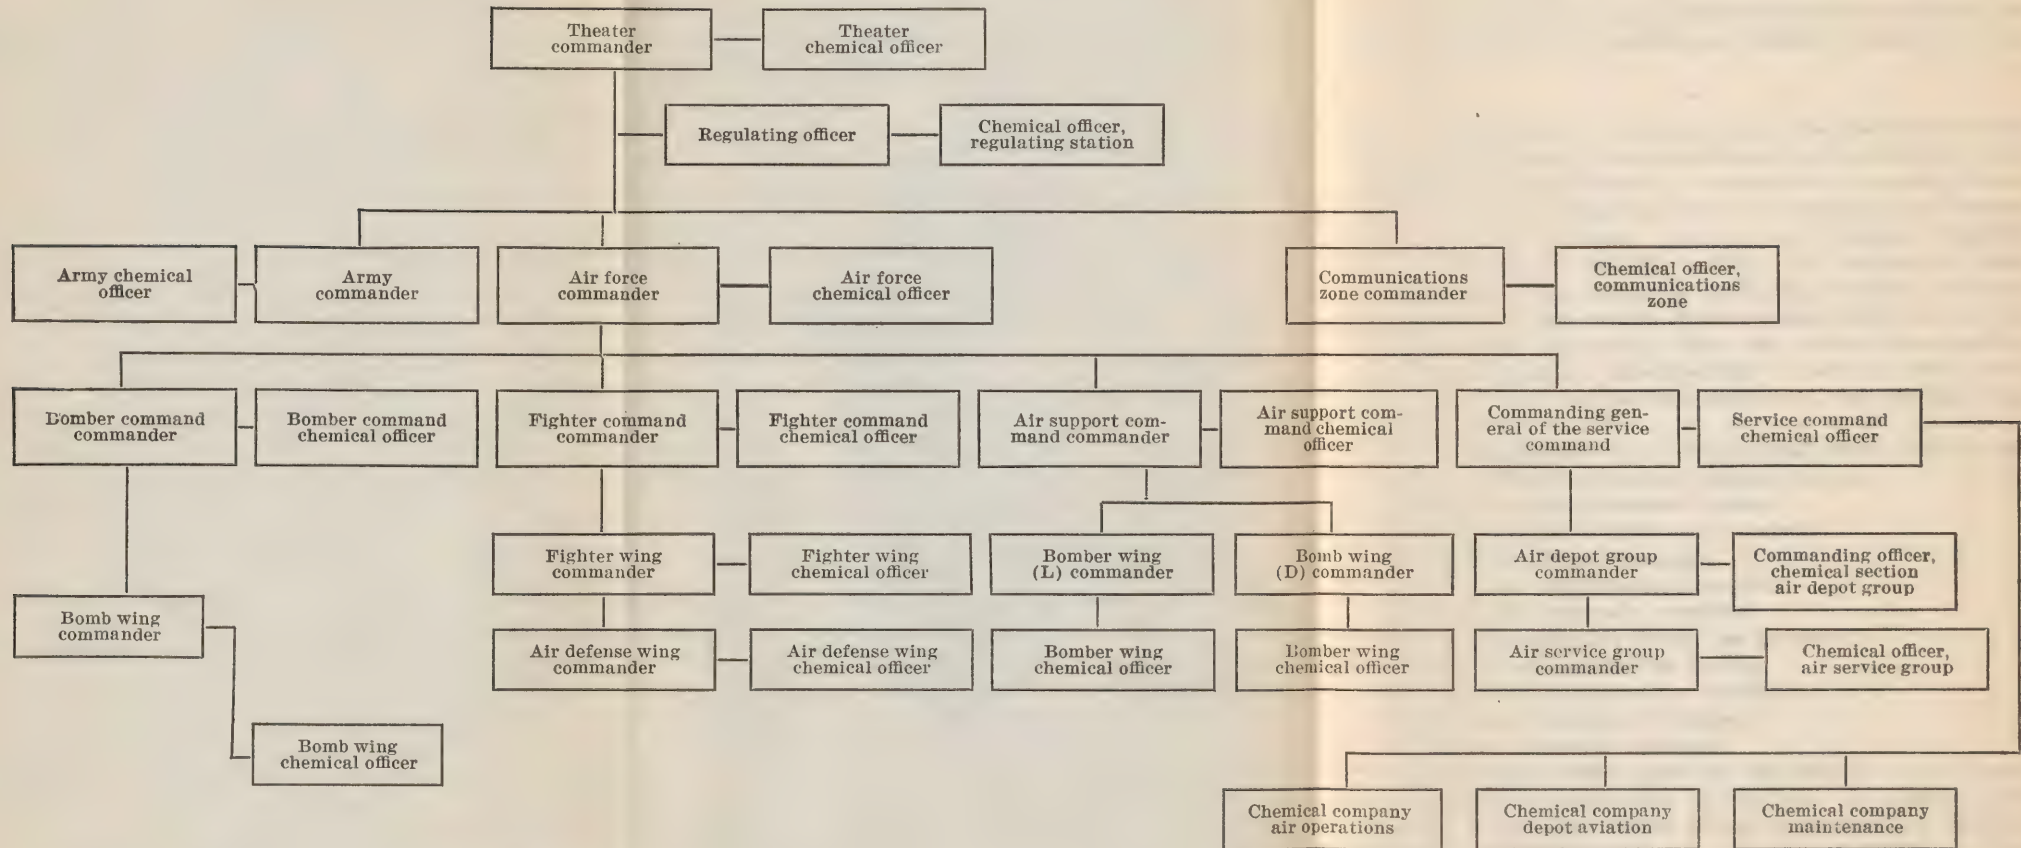 Theater
commander
Theater
chemical officer
Regulating officer
Chemical officer,
regulating station
Army chemical
officer
Army
commander
Air force
commander
Air force
chemical officer
Communications
zone commander
Chemical officer,
communications
zone
Bomber command
commander
Bomber command
chemical officer
Fighter command
commander
Fighter command
chemical officer
Air support com-
mand commander
Air support com-
mand chemical
officer
Commanding gen-
eral of the service
command
Service command
chemical officer
Fighter wing
commander
Fighter wing
chemical officer
Bomber wing
(L) commander
Bomb wing
(D) commander
Air depot group
commander
Commanding officer,
chemical section
air depot group
Bomb wing
commander
Air defense wing
commander
Air defense wing
chemical officer
Bomber wing
chemical officer
Bomber wing
chemical officer
Air service group
commander
Chemical officer,
air service group
Bomb wing
chemical officer
Chemical company
air operations
Chemical company
depot aviation
Chemical company
maintenance